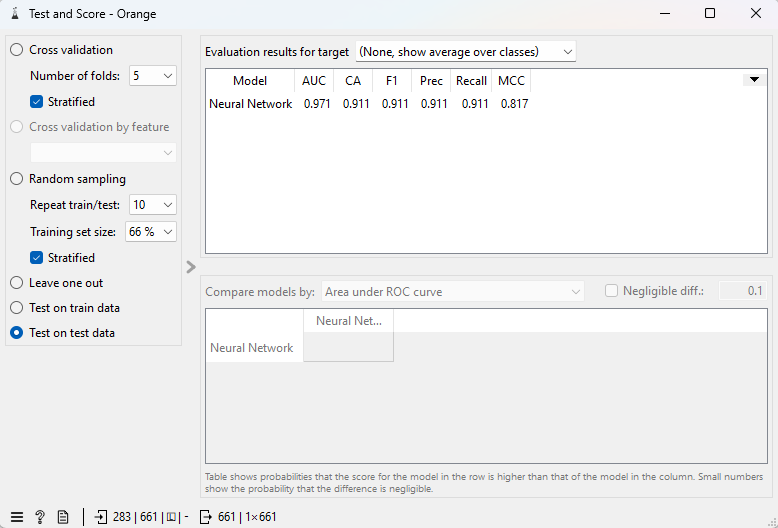 Test and Score - Orange
Cross validation
Number of folds: 5
Stratified
Cross validation by feature
Random sampling
Repeat train/test: 10
Training set size: 66 %
Stratified
Leave one out
Test on train data
Test on test data
Evaluation results for target (None, show average over classes)
Model AUC CA F1 Prec Recall MCC
Neural Network 0.971 0.911 0.911 0.911 0.911 0.817
Compare models by: Area under ROC curve Negligible diff.: 0.1
Neural Net...
Neural Network
Table shows probabilities that the score for the model in the row is higher than that of the model in the column. Small numbers
show the probability that the difference is negligible.
283 | 661 | - 661 | 1×661